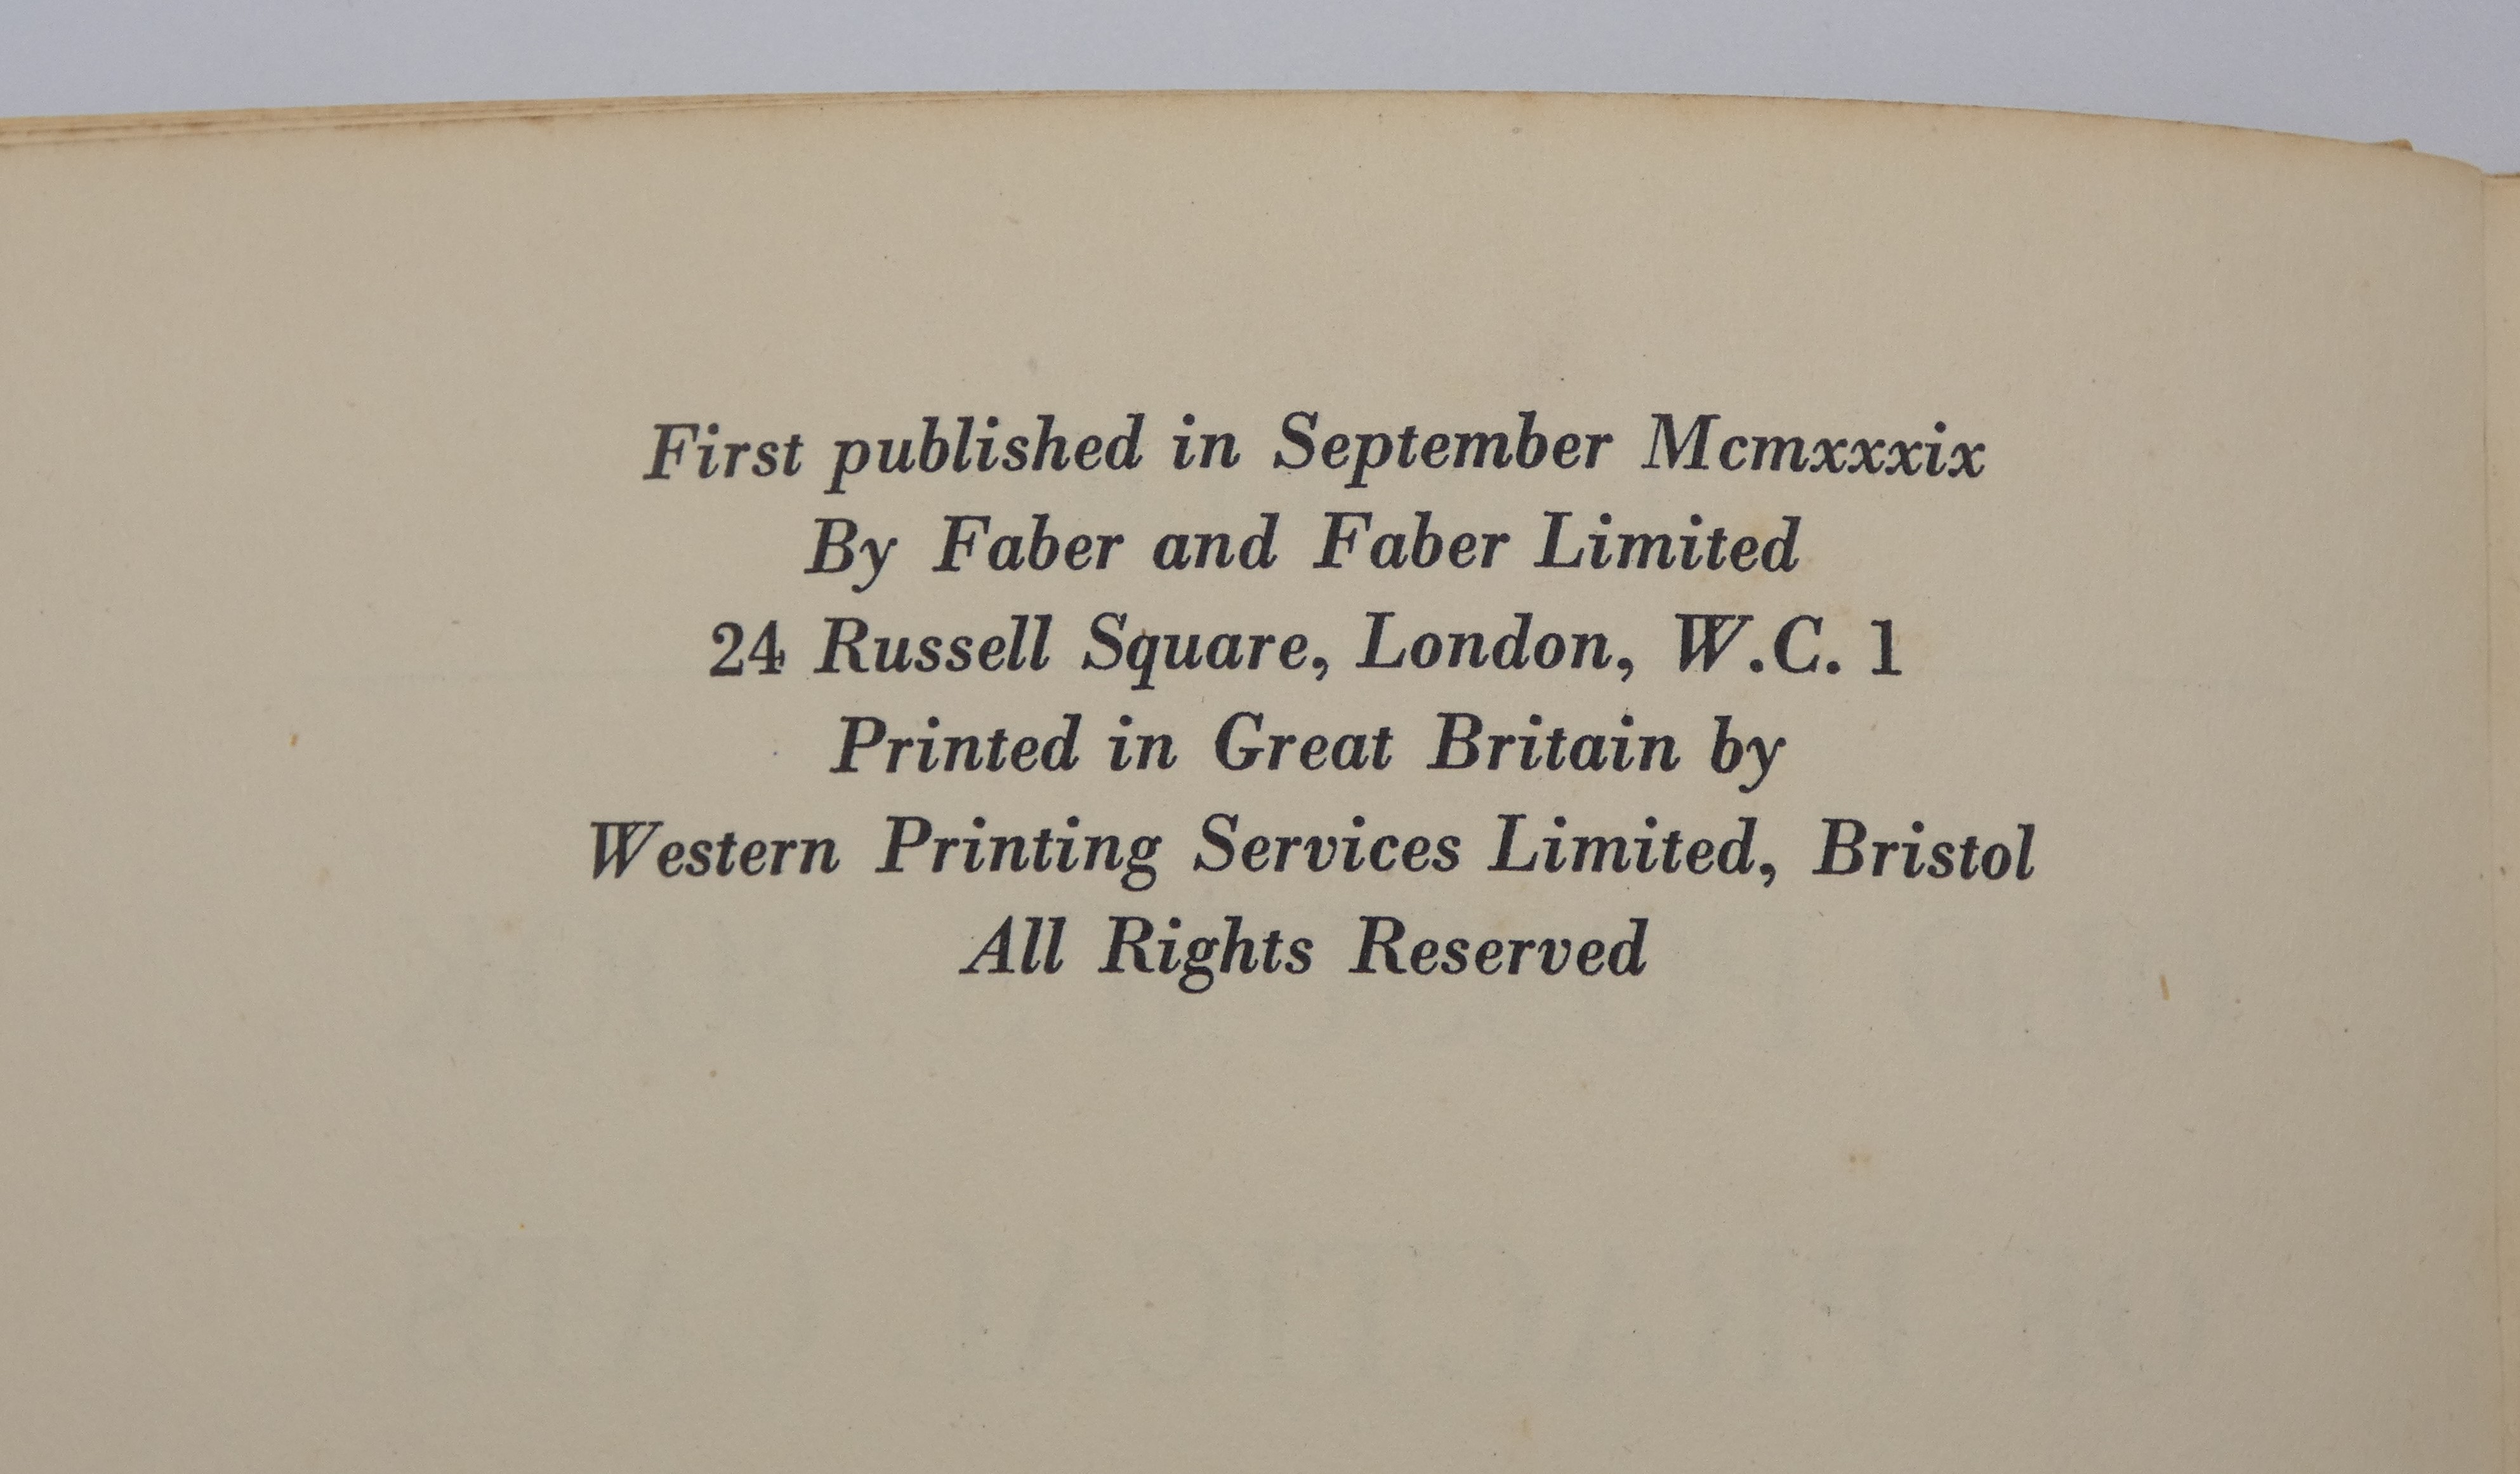 First published in September Mcmxxxix
By Faber and Faber Limited
24 Russell Square, London, W.C. 1
Printed in Great Britain by
Western Printing Services Limited, Bristol
All Rights Reserved